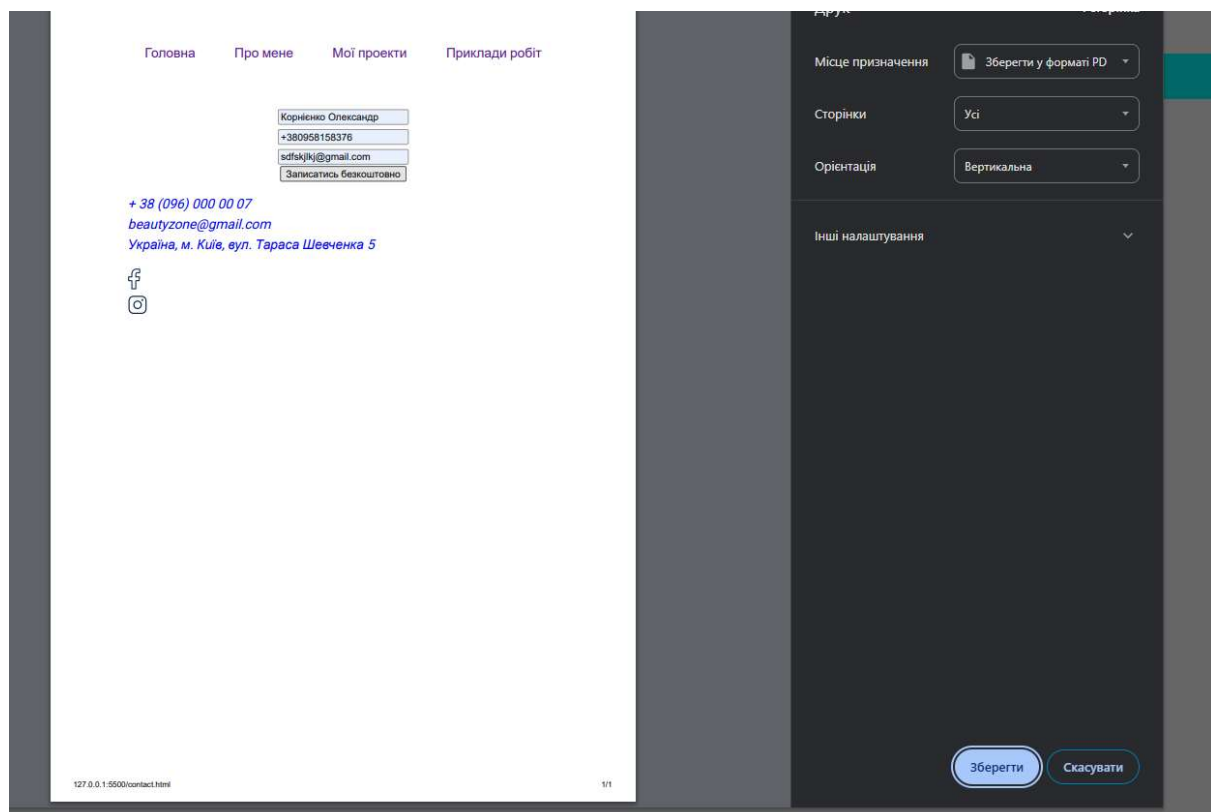 Друк
Головна Про мене Мої проекти Приклади робіт
Місце призначення Зберегти у форматі PD
Корнієнко Олександр
Сторінки Усі
+380958158376
sdfskjlkj@gmail.com
Орієнтація Вертикальна
Записатись безкоштовно
+ 38 (096) 000 00 07
beautyzone@gmail.com
Україна, м. Київ, вул. Тараса Шевченка 5
Інші налаштування
127.0.0.1:5500/contact.html 1/1
Зберегти Скасувати